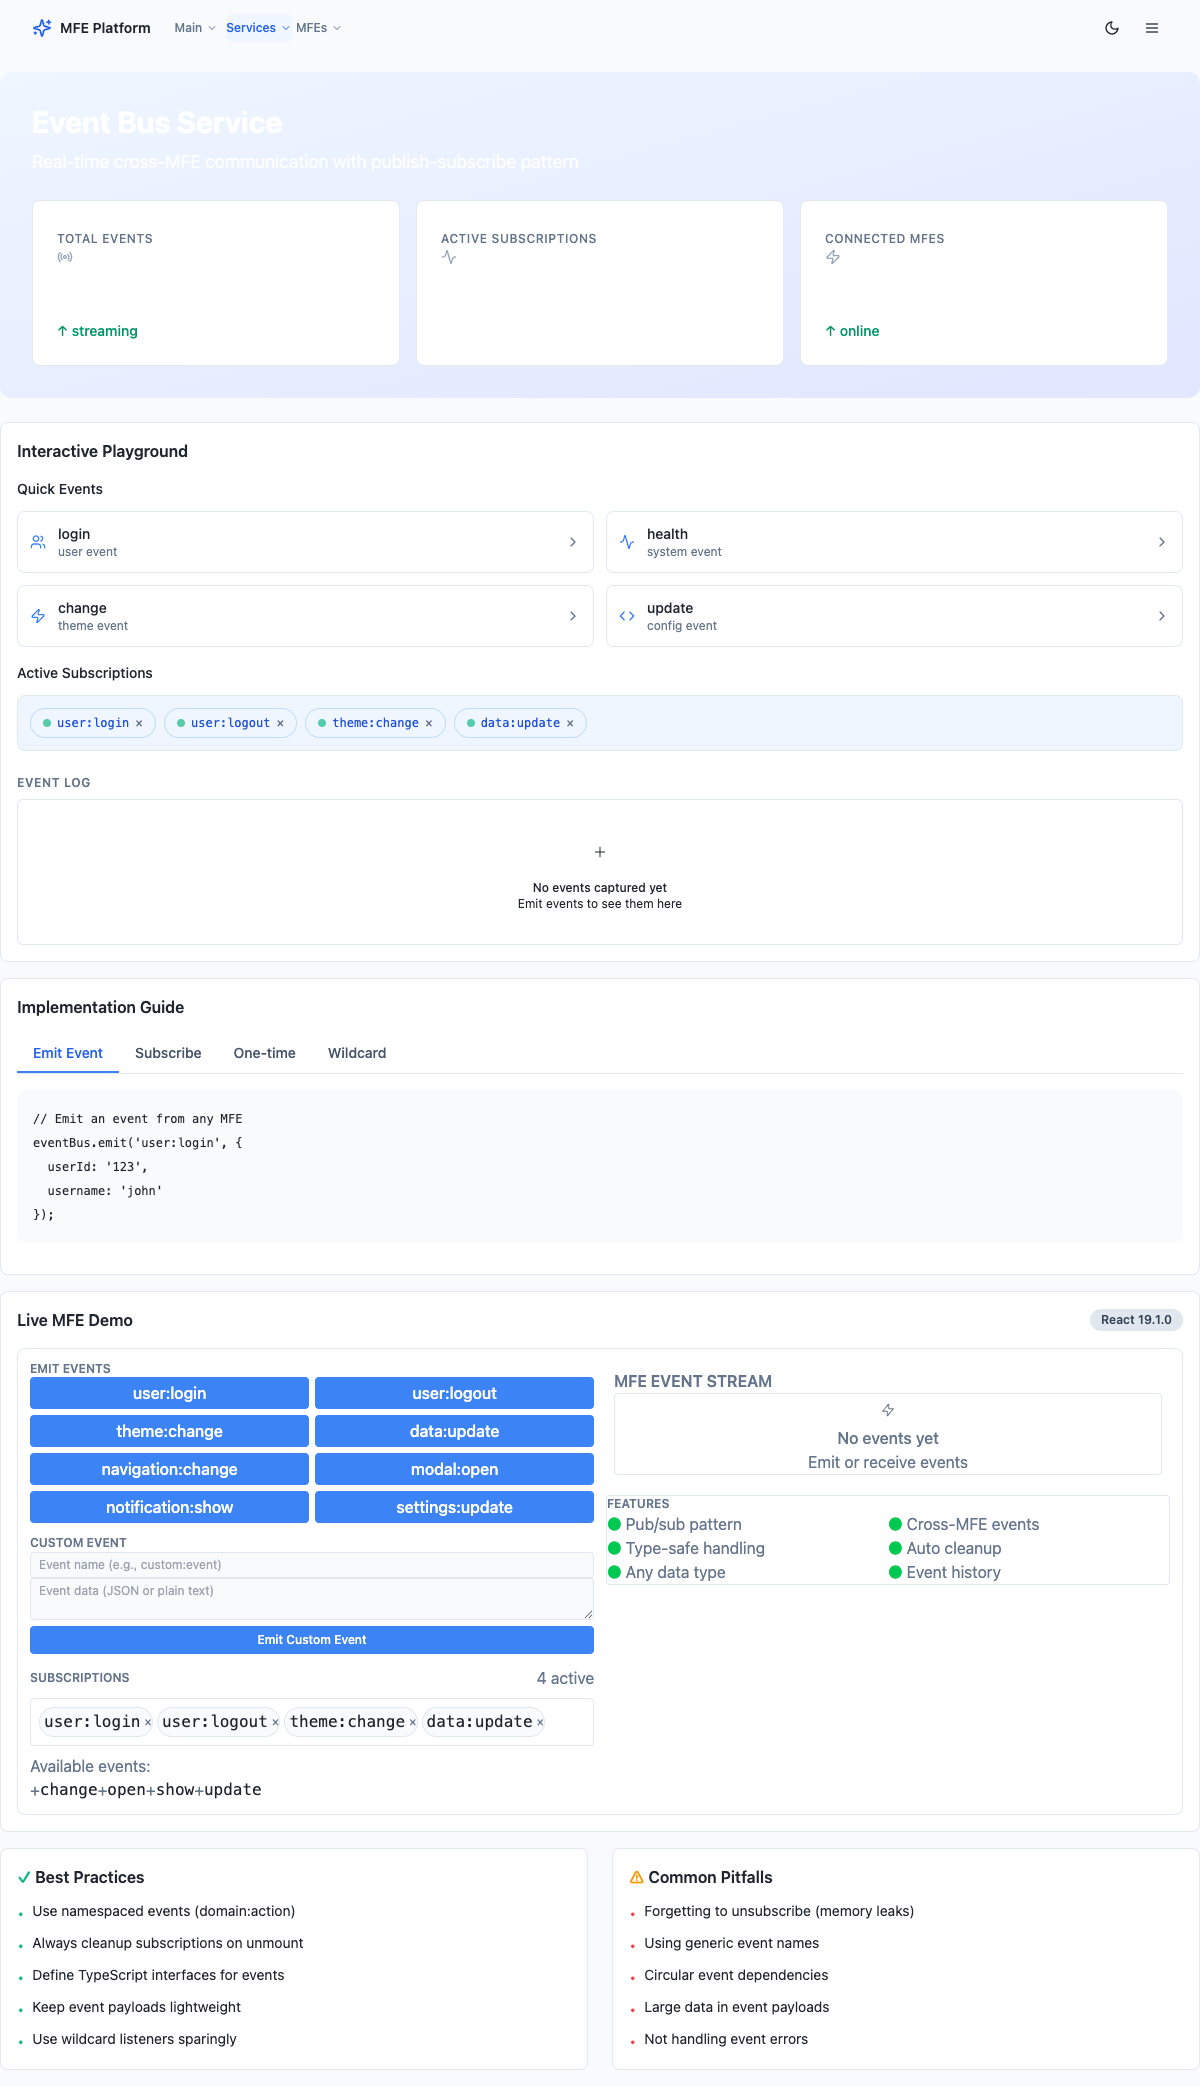 MFE Platform Main Services MFEs
Event Bus Service
Real-time cross-MFE communication with publish-subscribe pattern
TOTAL EVENTS
↑ streaming
ACTIVE SUBSCRIPTIONS
CONNECTED MFES
↑ online
Interactive Playground
Quick Events
login
user event
health
system event
change
theme event
update
config event
Active Subscriptions
user:login × user:logout × theme:change × data:update ×
EVENT LOG
No events captured yet
Emit events to see them here
Implementation Guide
Emit Event Subscribe One-time Wildcard
// Emit an event from any MFE
eventBus.emit('user:login', {
  userId: '123',
  username: 'john'
});
Live MFE Demo React 19.1.0
EMIT EVENTS
user:login user:logout
theme:change data:update
navigation:change modal:open
notification:show settings:update
CUSTOM EVENT
Event name (e.g., custom:event)
Event data (JSON or plain text)
Emit Custom Event
SUBSCRIPTIONS 4 active
user:login× user:logout× theme:change× data:update×
Available events:
+change+open+show+update
MFE EVENT STREAM
No events yet
Emit or receive events
FEATURES
Pub/sub pattern Cross-MFE events
Type-safe handling Auto cleanup
Any data type Event history
Best Practices
• Use namespaced events (domain:action)
• Always cleanup subscriptions on unmount
• Define TypeScript interfaces for events
• Keep event payloads lightweight
• Use wildcard listeners sparingly
Common Pitfalls
• Forgetting to unsubscribe (memory leaks)
• Using generic event names
• Circular event dependencies
• Large data in event payloads
• Not handling event errors